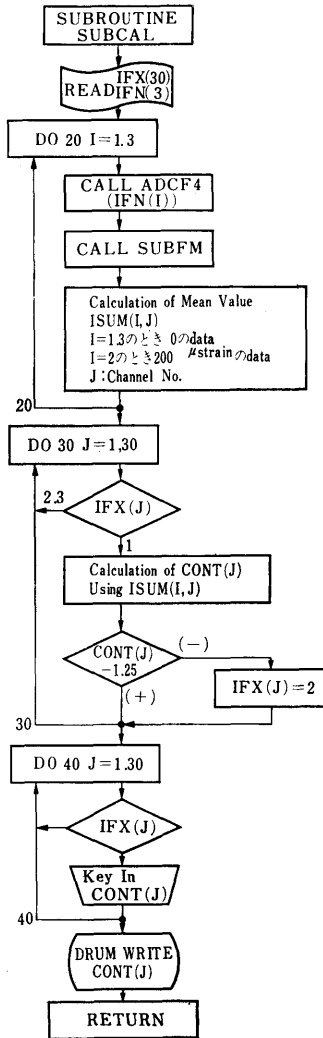 SUBROUTINE
SUBCAL
READ IFX(30)
IFN(3)
DO 20 I=1.3
CALL ADCF4
(IFN(I))
CALL SUBFM
Calculation of Mean Value
ISUM(I,J)
I=1.3のとき 0のdata
I=2のとき200 μstrainのdata
J:Channel No.
20
DO 30 J=1,30
2.3
IFX(J)
1
Calculation of CONT(J)
Using ISUM(I,J)
CONT(J)
-1.25
(-)
(+)
IFX(J)=2
30
DO 40 J=1.30
IFX(J)
Key In
CONT(J)
40
DRUM WRITE
CONT(J)
RETURN